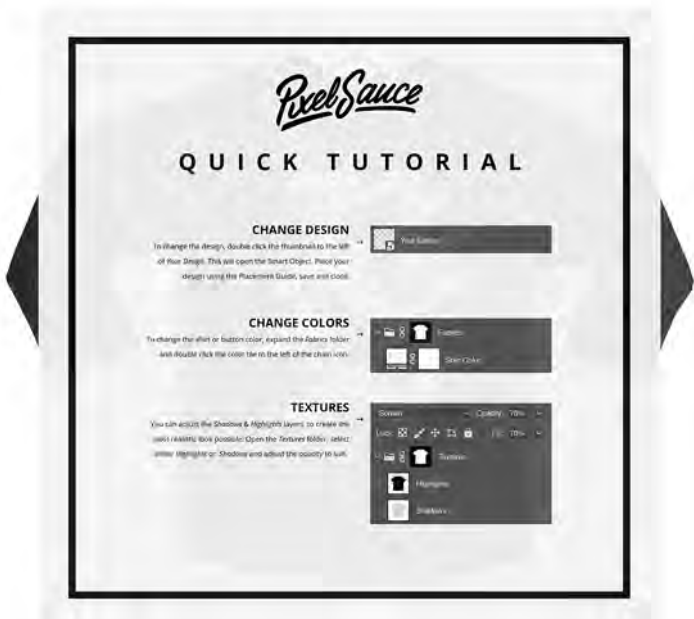 PixelSauce
QUICK TUTORIAL
CHANGE DESIGN
To change the design, double click the thumbnail to the left
of Your Design. This will open the Smart Object. Place your
design using the Placement Guide, save and close.
→
Your Design
CHANGE COLORS
To change the shirt or button color, expand the Fabrics folder
and double click the color tile to the left of the chain icon.
→
Fabrics
Shirt Color
TEXTURES
You can adjust the Shadow & Highlights layers, to create the
most realistic look possible. Open the Textures folder, select
either Highlights or Shadows and adjust the opacity to suit.
→
Screen Opacity: 70%
Lock: Fill: 70%
Textures
Highlights
Shadows